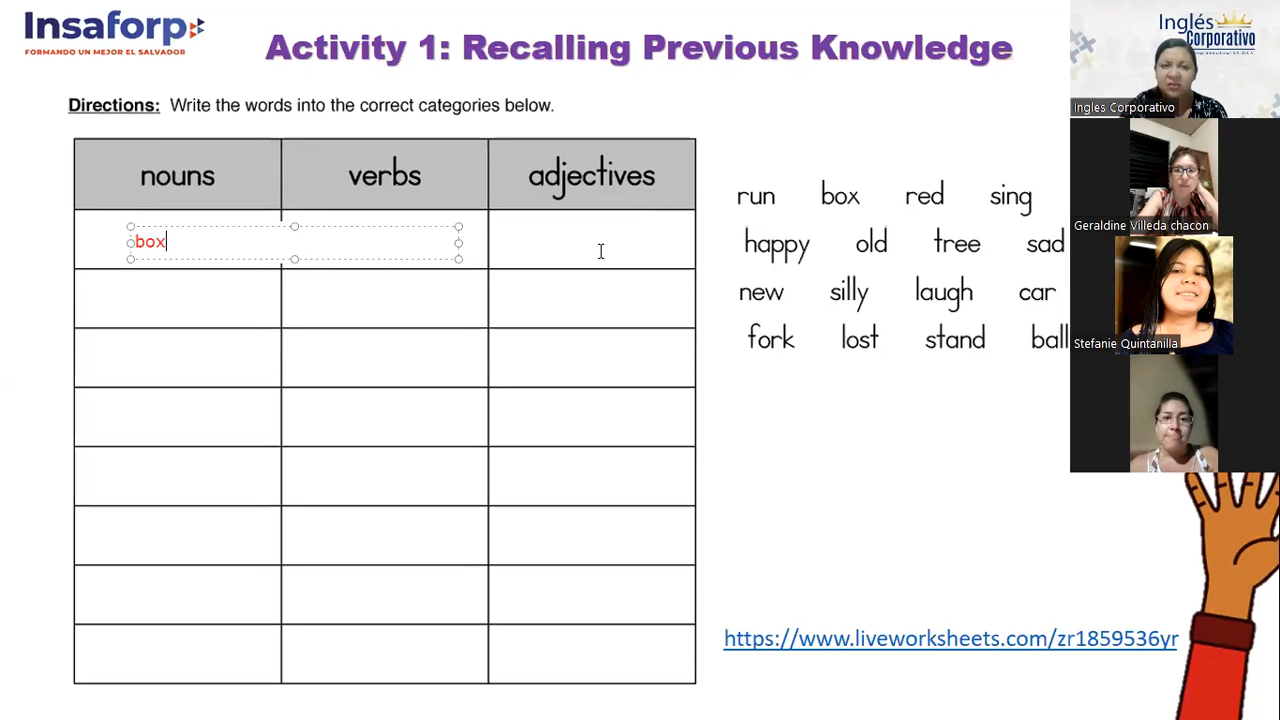 Insaforp
FORMANDO UN MEJOR EL SALVADOR
Activity 1: Recalling Previous Knowledge
Directions: Write the words into the correct categories below.
nouns verbs adjectives
box
run box red sing
happy old tree sad
new silly laugh car
fork lost stand ball
https://www.liveworksheets.com/zr1859536yr
Inglés
Corporativo
Ingles Corporativo
Geraldine Villeda chacon
Stefanie Quintanilla